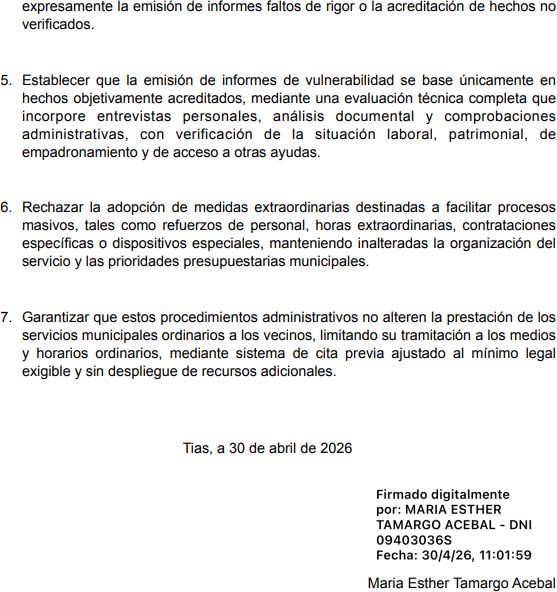 expresamente la emisión de informes faltos de rigor o la acreditación de hechos no
verificados.
5. Establecer que la emisión de informes de vulnerabilidad se base únicamente en
hechos objetivamente acreditados, mediante una evaluación técnica completa que
incorpore entrevistas personales, análisis documental y comprobaciones
administrativas, con verificación de la situación laboral, patrimonial, de
empadronamiento y de acceso a otras ayudas.
6. Rechazar la adopción de medidas extraordinarias destinadas a facilitar procesos
masivos, tales como refuerzos de personal, horas extraordinarias, contrataciones
específicas o dispositivos especiales, manteniendo inalteradas la organización del
servicio y las prioridades presupuestarias municipales.
7. Garantizar que estos procedimientos administrativos no alteren la prestación de los
servicios municipales ordinarios a los vecinos, limitando su tramitación a los medios
y horarios ordinarios, mediante sistema de cita previa ajustado al mínimo legal
exigible y sin despliegue de recursos adicionales.
Tias, a 30 de abril de 2026
Firmado digitalmente
por: MARIA ESTHER
TAMARGO ACEBAL - DNI
09403036S
Fecha: 30/4/26, 11:01:59
Maria Esther Tamargo Acebal